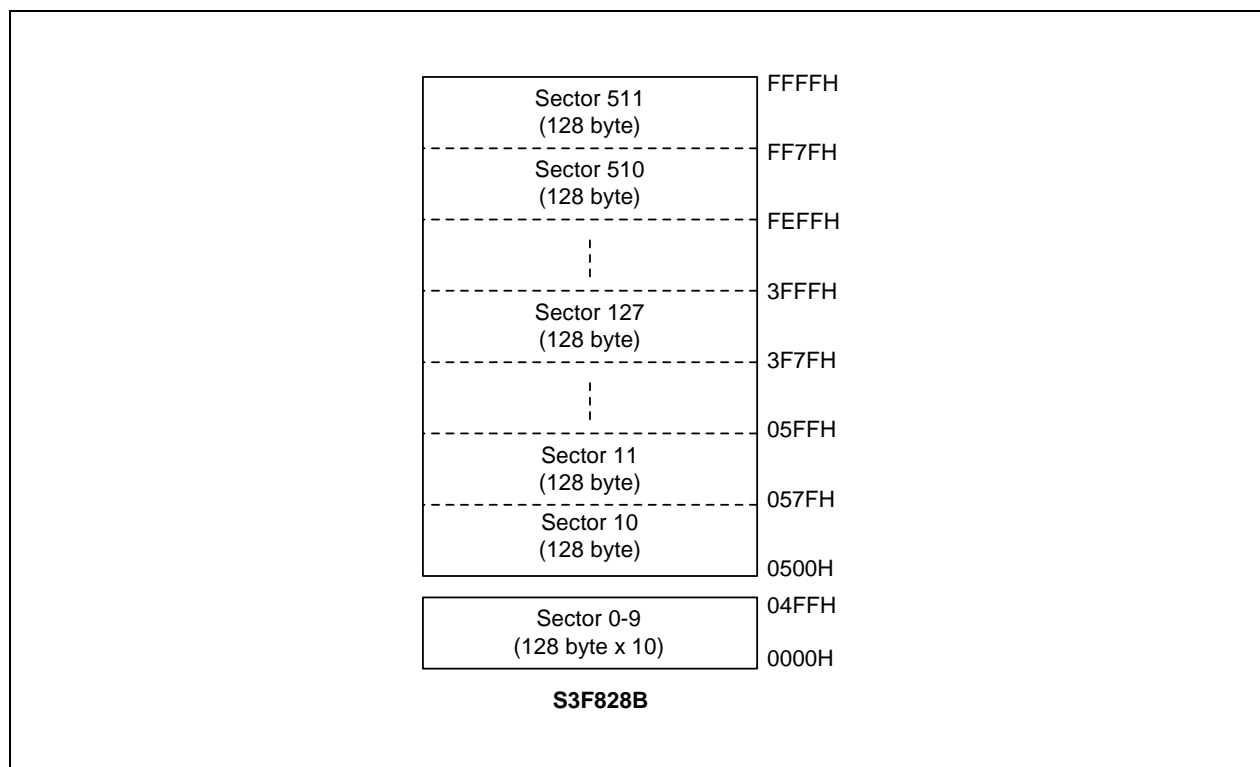 FFFFH
Sector 511
(128 byte)
FF7FH
Sector 510
(128 byte)
FEFFH
3FFFH
Sector 127
(128 byte)
3F7FH
05FFH
Sector 11
(128 byte)
057FH
Sector 10
(128 byte)
0500H
04FFH
Sector 0-9
(128 byte x 10)
0000H
S3F828B